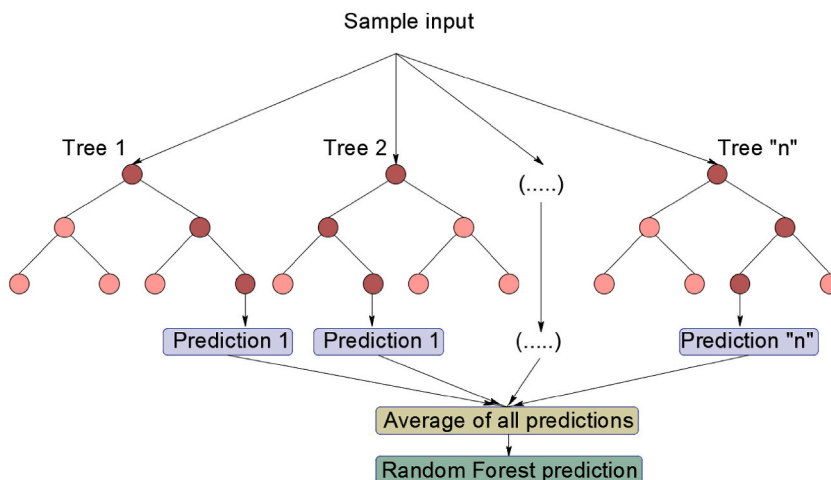 Sample input
Tree 1
Tree 2
Tree "n"
(.....)
Prediction 1
Prediction 1
(.....)
Prediction "n"
Average of all predictions
Random Forest prediction